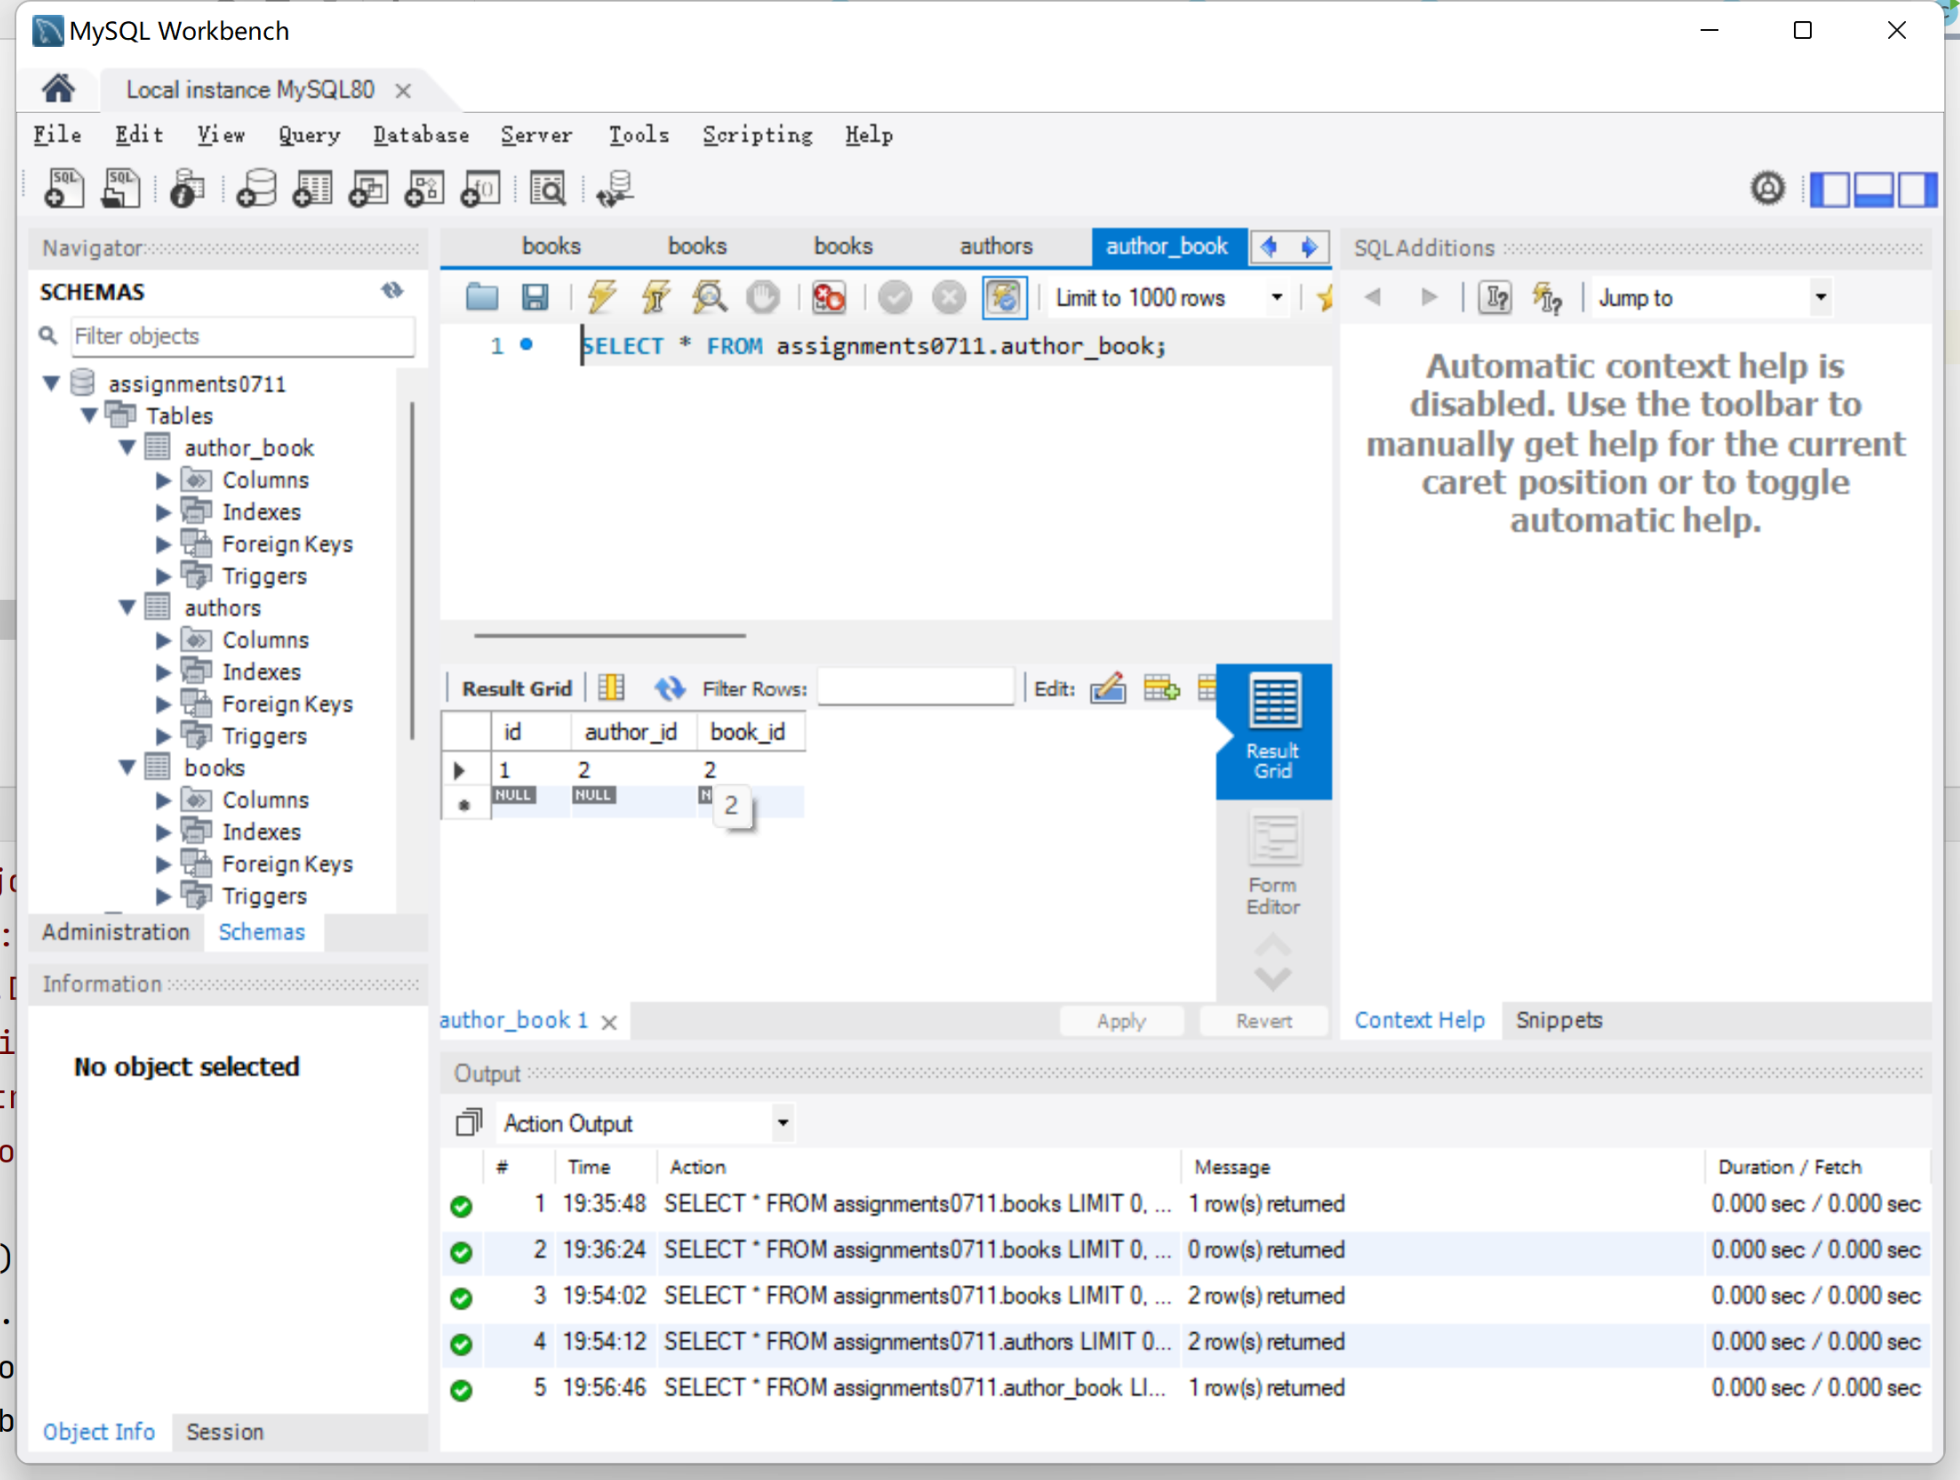 MySQL Workbench
Local instance MySQL80
File Edit View Query Database Server Tools Scripting Help
Navigator
SCHEMAS
Filter objects
assignments0711
Tables
author_book
Columns
Indexes
Foreign Keys
Triggers
authors
Columns
Indexes
Foreign Keys
Triggers
books
Columns
Indexes
Foreign Keys
Triggers
Administration Schemas
Information
No object selected
Object Info Session
books books books authors author_book
Limit to 1000 rows
1 SELECT * FROM assignments0711.author_book;
Result Grid Filter Rows: Edit:
id author_id book_id
1 2 2
NULL NULL
2
Result
Grid
Form
Editor
author_book 1 Apply Revert
SQLAdditions
Jump to
Automatic context help is
disabled. Use the toolbar to
manually get help for the current
caret position or to toggle
automatic help.
Context Help Snippets
Output
Action Output
# Time Action Message Duration / Fetch
1 19:35:48 SELECT * FROM assignments0711.books LIMIT 0, ... 1 row(s) returned 0.000 sec / 0.000 sec
2 19:36:24 SELECT * FROM assignments0711.books LIMIT 0, ... 0 row(s) returned 0.000 sec / 0.000 sec
3 19:54:02 SELECT * FROM assignments0711.books LIMIT 0, ... 2 row(s) returned 0.000 sec / 0.000 sec
4 19:54:12 SELECT * FROM assignments0711.authors LIMIT 0... 2 row(s) returned 0.000 sec / 0.000 sec
5 19:56:46 SELECT * FROM assignments0711.author_book LI... 1 row(s) returned 0.000 sec / 0.000 sec